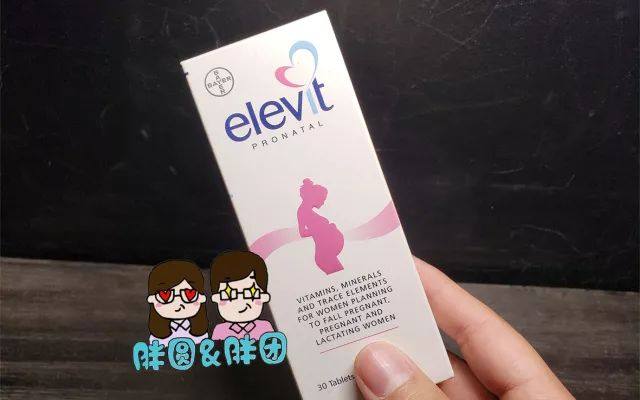 BAYER
BAYER
elevit
PRONATAL
VITAMINS, MINERALS
AND TRACE ELEMENTS
FOR WOMEN PLANNING
TO FALL PREGNANT,
PREGNANT AND
LACTATING WOMEN
30 Tablets
胖圆&胖团